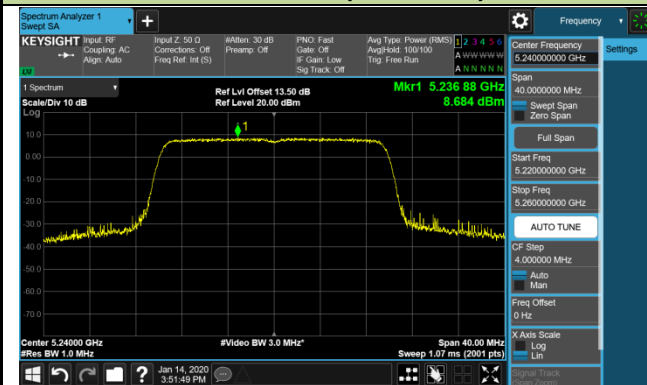 Spectrum Analyzer 1
Swept SA
Frequency
KEYSIGHT
Input: RF
Coupling: AC
Align: Auto
Input Z: 50 Ω
Corrections: Off
Freq Ref: Int (S)
#Atten: 30 dB
Preamp: Off
PNO: Fast
Gate: Off
IF Gain: Low
Sig Track: Off
Avg Type: Power (RMS)
Avg|Hold: 100/100
Trig: Free Run
1 2 3 4 5 6
A W W W W W
A N N N N N
LXI
Center Frequency
5.240000000 GHz
Settings
Span
40.0000000 MHz
Swept Span
Zero Span
Full Span
Start Freq
5.220000000 GHz
Stop Freq
5.260000000 GHz
AUTO TUNE
CF Step
4.000000 MHz
Auto
Man
Freq Offset
0 Hz
X Axis Scale
Log
Lin
Signal Track
(Span Zoom)
1 Spectrum
Scale/Div 10 dB
Log
Ref Lvl Offset 13.50 dB
Ref Level 20.00 dBm
Mkr1 5.236 88 GHz
8.684 dBm
1
10.0
0.00
-10.0
-20.0
-30.0
-40.0
-50.0
-60.0
-70.0
Center 5.24000 GHz
#Res BW 1.0 MHz
#Video BW 3.0 MHz*
Span 40.00 MHz
Sweep 1.07 ms (2001 pts)
?
Jan 14, 2020
3:51:49 PM